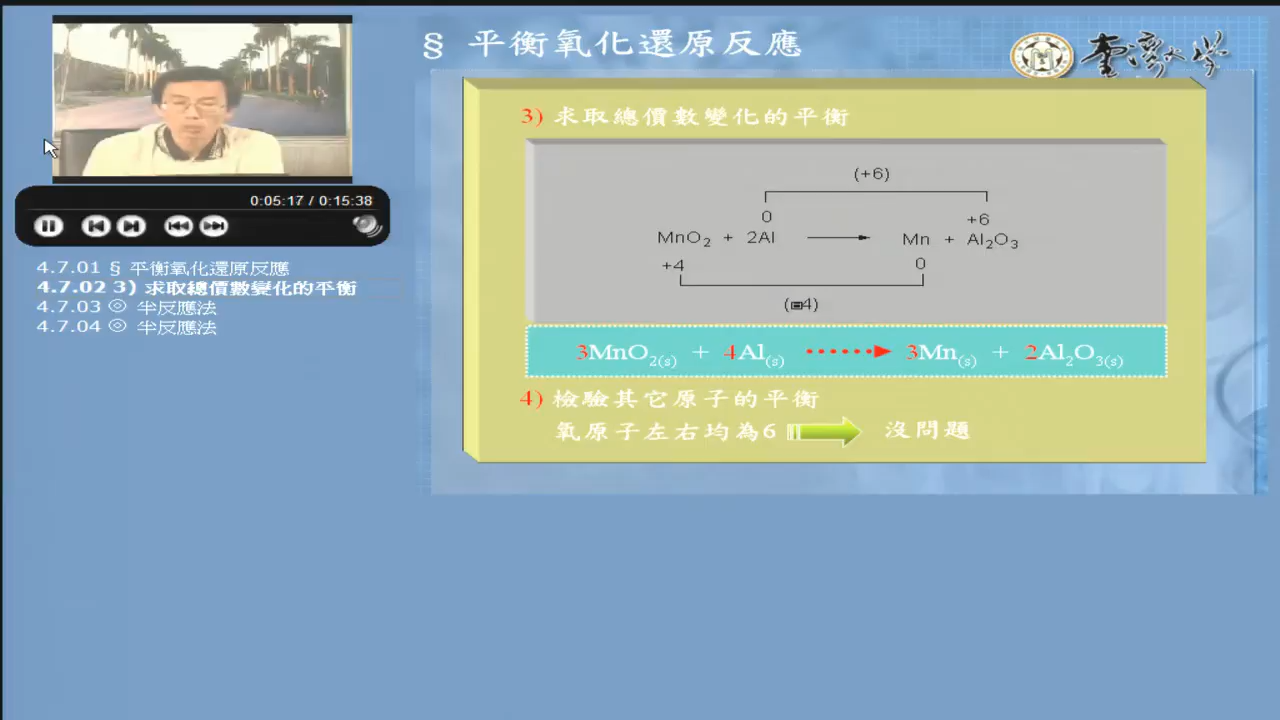 § 平衡氧化還原反應
臺灣大學
3) 求取總價數變化的平衡
(+6)
0 +6
MnO2 + 2Al → Mn + Al2O3
+4 0
4)
3MnO2(s) + 4Al(s) → 3Mn(s) + 2Al2O3(s)
4) 檢驗其它原子的平衡
氧原子左右均為6 沒問題
0:05:17 / 0:15:38
4.7.01 § 平衡氧化還原反應
4.7.02 3) 求取總價數變化的平衡
4.7.03 ◎ 半反應法
4.7.04 ◎ 半反應法